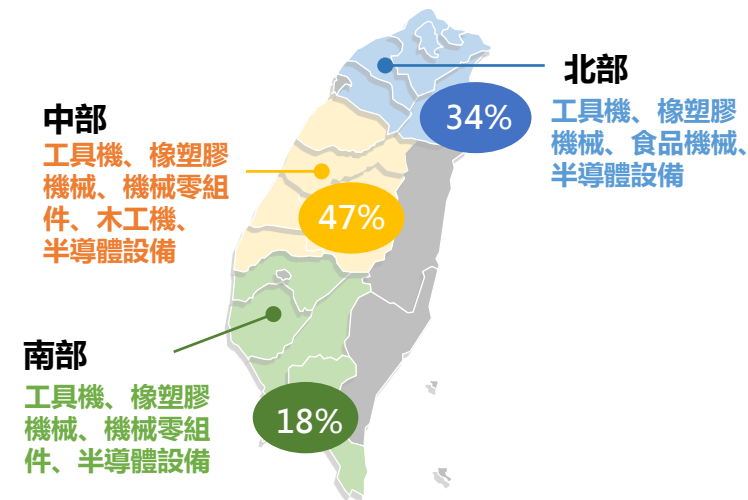 北部
34%
工具機、橡塑膠
機械、食品機械、
半導體設備
中部
工具機、橡塑膠
機械、機械零組
件、木工機、
半導體設備
47%
南部
工具機、橡塑膠
機械、機械零組
件、半導體設備
18%